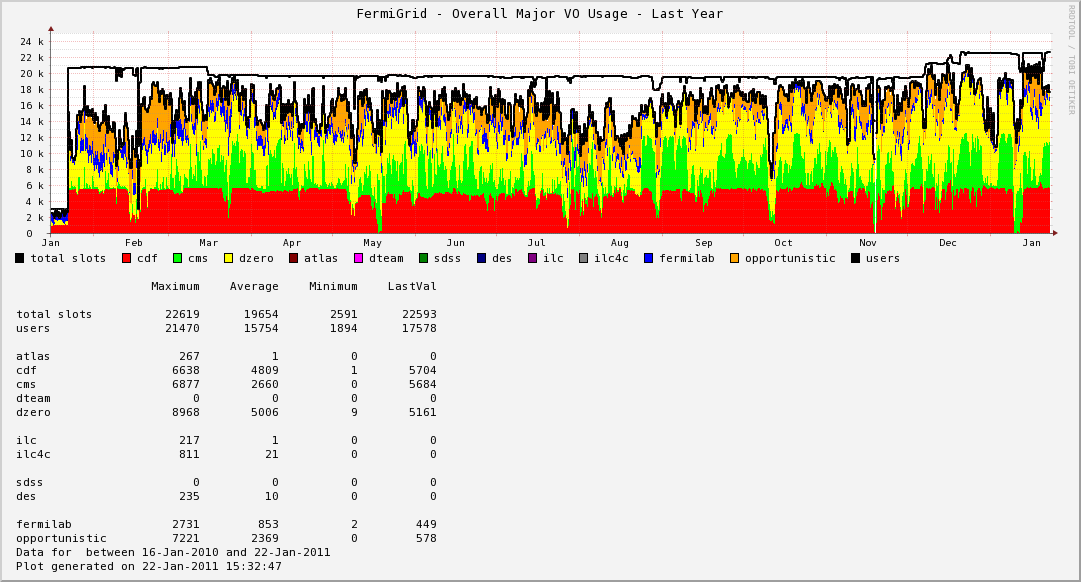 FermiGrid - Overall Major VO Usage - Last Year
RRDTOOL / TOBI OETIKER
24 k
22 k
20 k
18 k
16 k
14 k
12 k
10 k
8 k
6 k
4 k
2 k
0
Jan Feb Mar Apr May Jun Jul Aug Sep Oct Nov Dec Jan
total slots cdf cms dzero atlas dteam sdss des ilc ilc4c fermilab opportunistic users
Maximum Average Minimum LastVal
total slots 22619 19654 2591 22593
users 21470 15754 1894 17578
atlas 267 1 0 0
cdf 6638 4809 1 5704
cms 6877 2660 0 5684
dteam 0 0 0 0
dzero 8968 5006 9 5161
ilc 217 1 0 0
ilc4c 811 21 0 0
sdss 0 0 0 0
des 235 10 0 0
fermilab 2731 853 2 449
opportunistic 7221 2369 0 578
Data for between 16-Jan-2010 and 22-Jan-2011
Plot generated on 22-Jan-2011 15:32:47